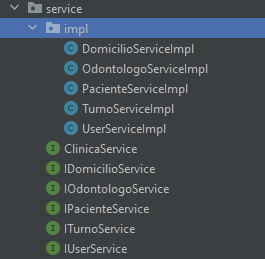 service
impl
DomicilioServiceImpl
OdontologoServiceImpl
PacienteServiceImpl
TurnoServiceImpl
UserServiceImpl
ClinicaService
IDomicilioService
IOdontologoService
IPacienteService
ITurnoService
IUserService